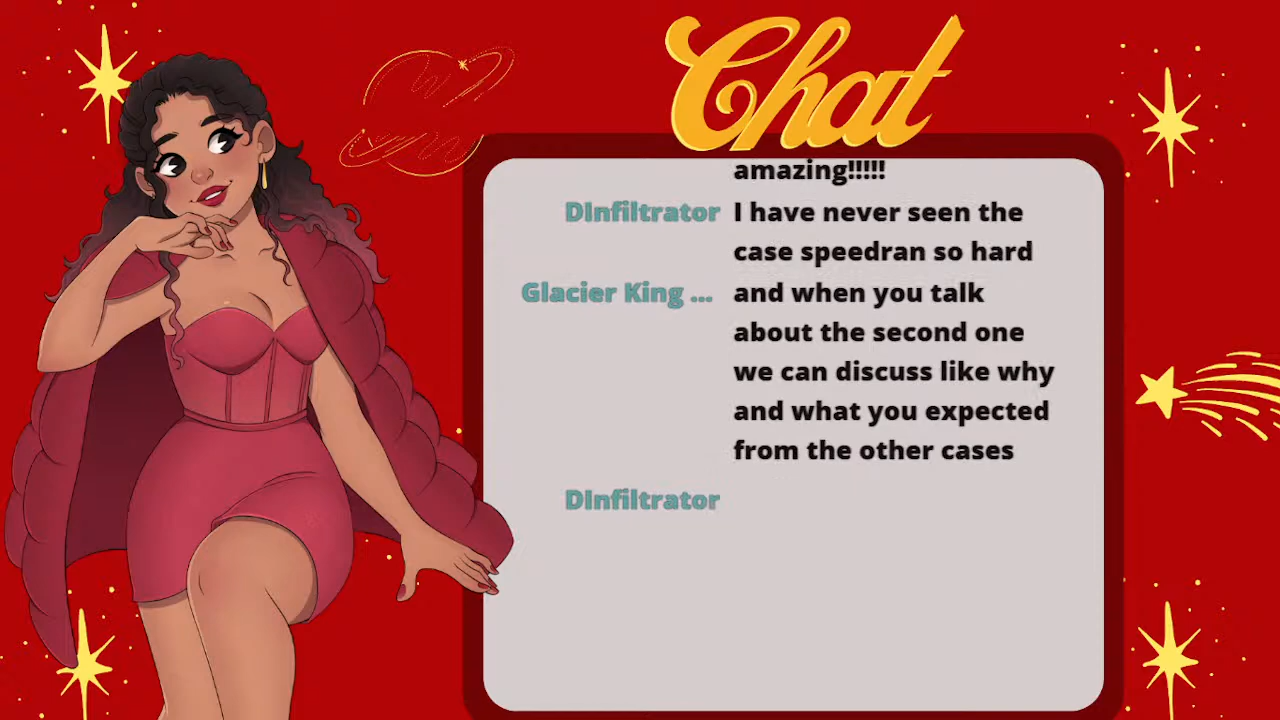 Chat
amazing!!!!!
DInfiltrator I have never seen the
case speedran so hard
Glacier King ... and when you talk
about the second one
we can discuss like why
and what you expected
from the other cases
DInfiltrator